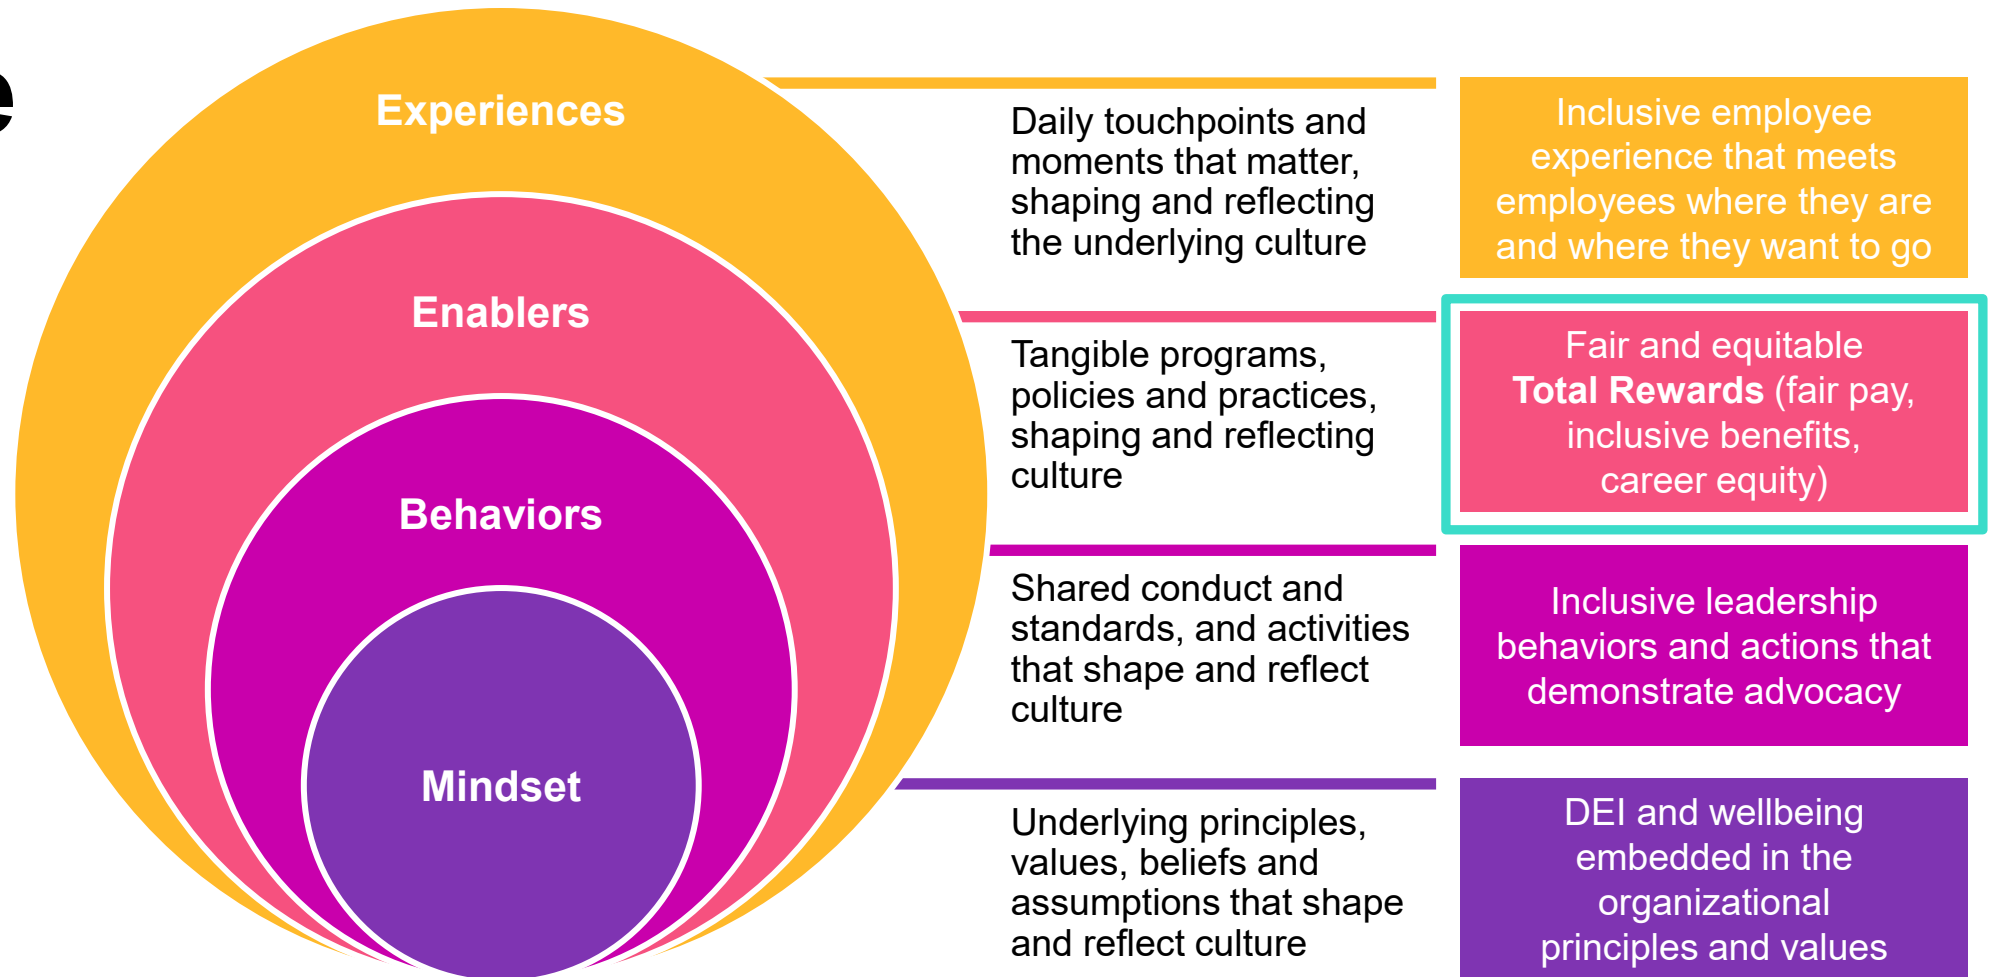 e
Experiences
Daily touchpoints and
moments that matter,
shaping and reflecting
the underlying culture
Inclusive employee
experience that meets
employees where they are
and where they want to go
Enablers
Tangible programs,
policies and practices,
shaping and reflecting
culture
Fair and equitable
Total Rewards (fair pay,
inclusive benefits,
career equity)
Behaviors
Shared conduct and
standards, and activities
that shape and reflect
culture
Inclusive leadership
behaviors and actions that
demonstrate advocacy
Mindset
Underlying principles,
values, beliefs and
assumptions that shape
and reflect culture
DEI and wellbeing
embedded in the
organizational
principles and values